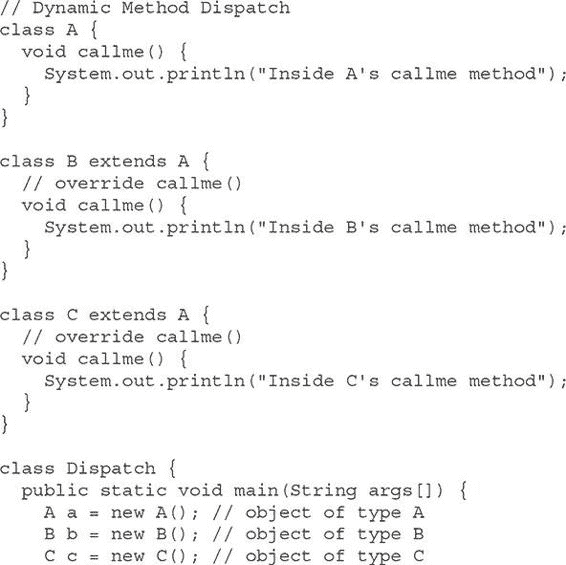 // Dynamic Method Dispatch
class A {
  void callme() {
    System.out.println("Inside A's callme method");
  }
}

class B extends A {
  // override callme()
  void callme() {
    System.out.println("Inside B's callme method");
  }
}

class C extends A {
  // override callme()
  void callme() {
    System.out.println("Inside C's callme method");
  }
}

class Dispatch {
  public static void main(String args[]) {
    A a = new A(); // object of type A
    B b = new B(); // object of type B
    C c = new C(); // object of type C